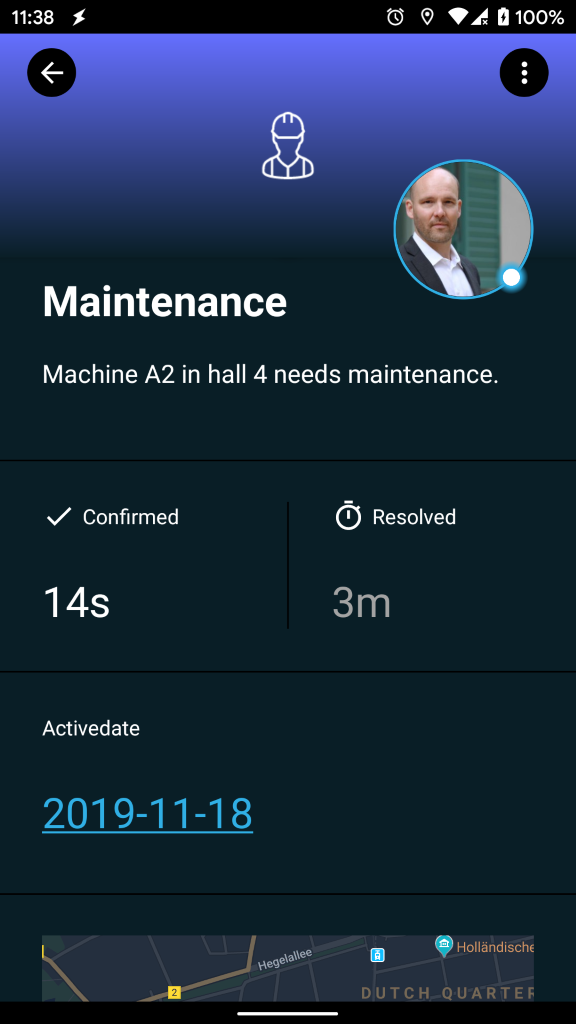 11:38
100%
Maintenance
Machine A2 in hall 4 needs maintenance.
Confirmed
Resolved
14s
3m
Activedate
2019-11-18
Holländische
Hegelallee
2
DUTCH QUARTER